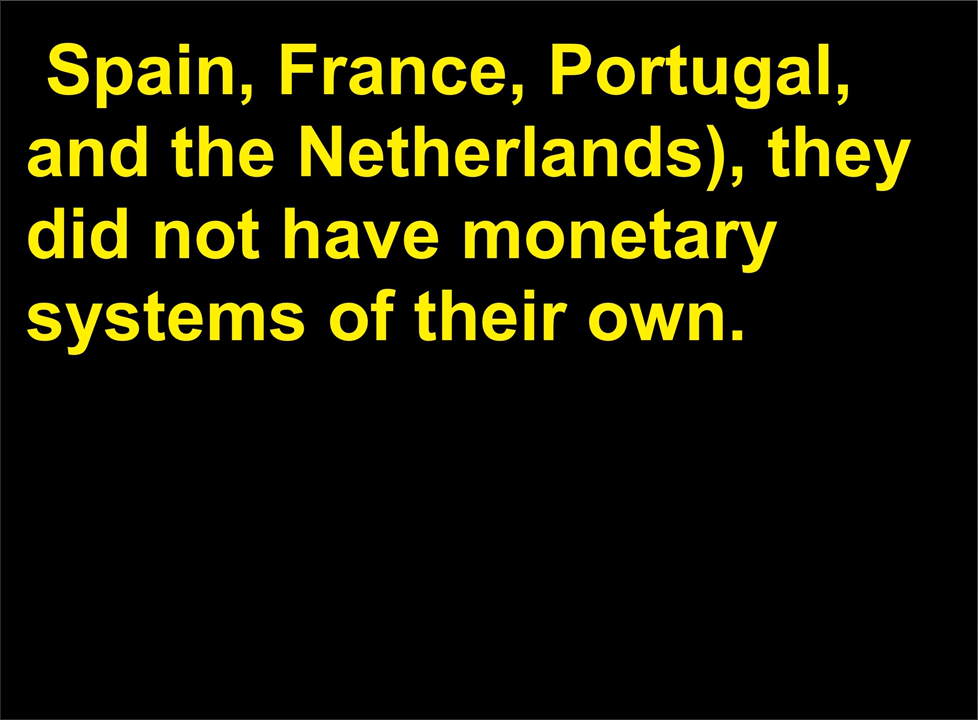 Spain, France, Portugal,
and the Netherlands), they
did not have monetary
systems of their own.